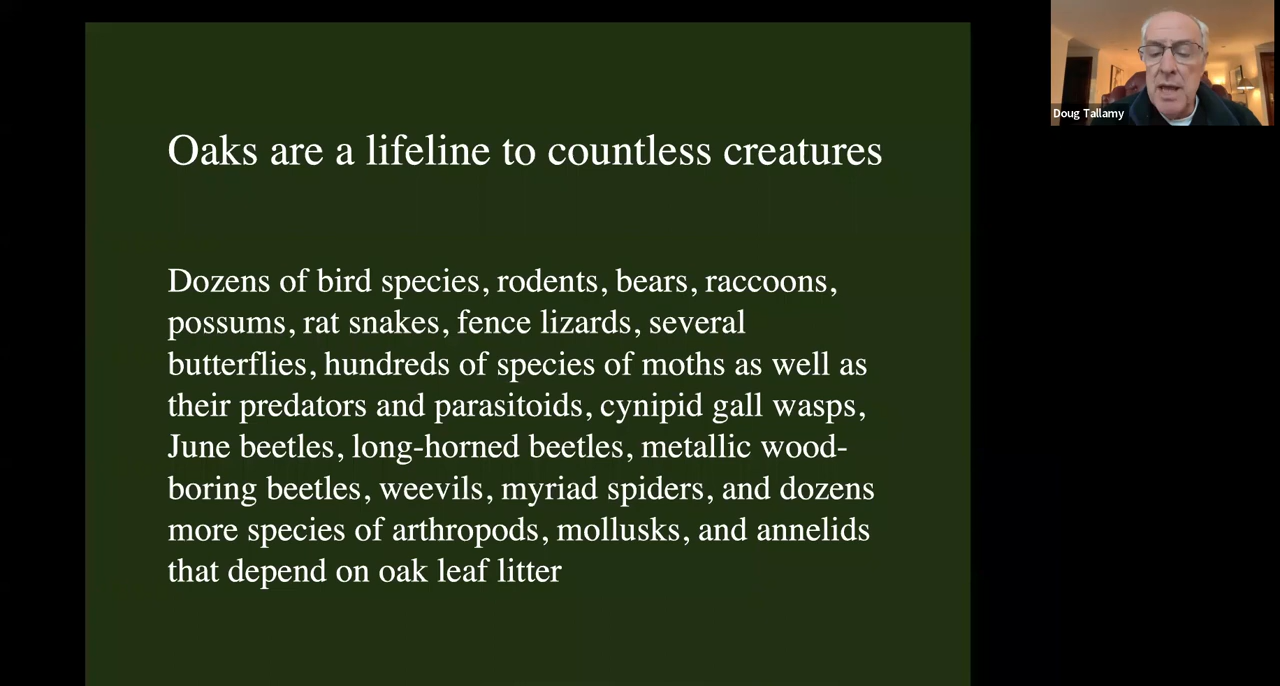 Oaks are a lifeline to countless creatures
Dozens of bird species, rodents, bears, raccoons,
possums, rat snakes, fence lizards, several
butterflies, hundreds of species of moths as well as
their predators and parasitoids, cynipid gall wasps,
June beetles, long-horned beetles, metallic wood-
boring beetles, weevils, myriad spiders, and dozens
more species of arthropods, mollusks, and annelids
that depend on oak leaf litter
Doug Tallamy